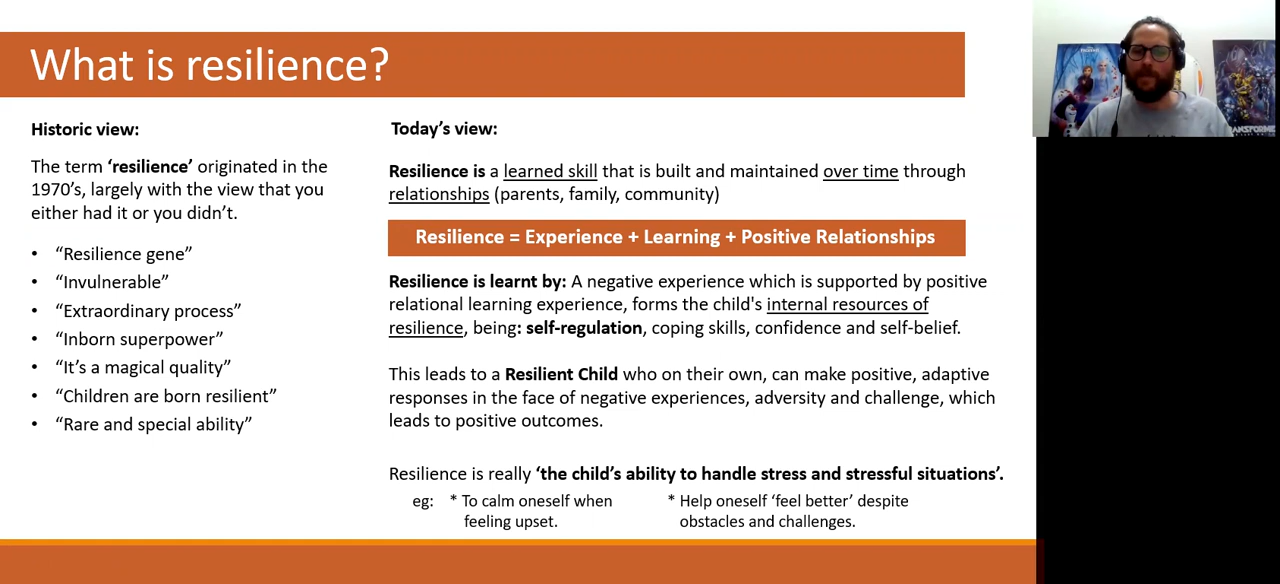 What is resilience?
Historic view:
The term ‘resilience’ originated in the
1970’s, largely with the view that you
either had it or you didn’t.
• “Resilience gene”
• “Invulnerable”
• “Extraordinary process”
• “Inborn superpower”
• “It’s a magical quality”
• “Children are born resilient”
• “Rare and special ability”
Today’s view:
Resilience is a learned skill that is built and maintained over time through
relationships (parents, family, community)
Resilience = Experience + Learning + Positive Relationships
Resilience is learnt by: A negative experience which is supported by positive
relational learning experience, forms the child's internal resources of
resilience, being: self-regulation, coping skills, confidence and self-belief.
This leads to a Resilient Child who on their own, can make positive, adaptive
responses in the face of negative experiences, adversity and challenge, which
leads to positive outcomes.
Resilience is really ‘the child’s ability to handle stress and stressful situations’.
eg: * To calm oneself when
feeling upset.
* Help oneself ‘feel better’ despite
obstacles and challenges.